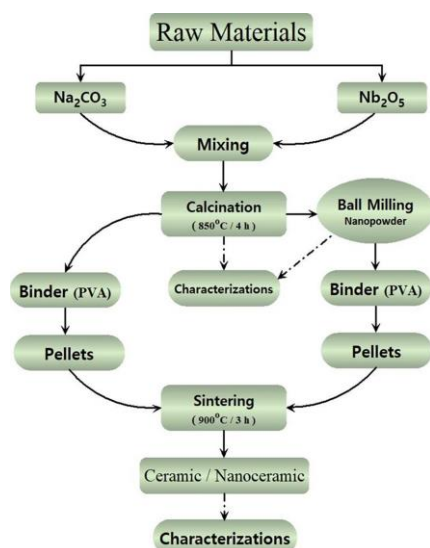 Raw Materials
Na₂CO₃
Nb₂O₅
Mixing
Calcination
( 850°C / 4 h )
Ball Milling
Nanopowder
Characterizations
Binder (PVA)
Binder (PVA)
Pellets
Pellets
Sintering
( 900°C / 3 h )
Ceramic / Nanoceramic
Characterizations